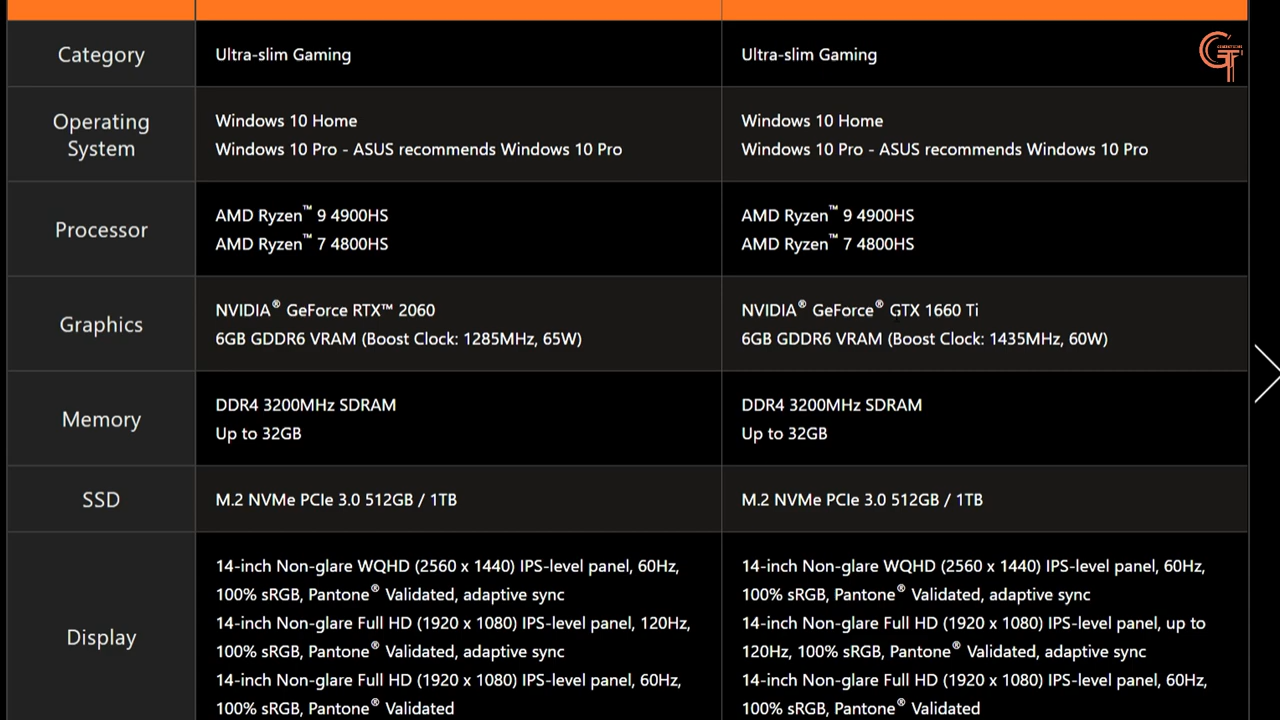 Category
Ultra-slim Gaming
Ultra-slim Gaming
Operating
System
Windows 10 Home
Windows 10 Pro - ASUS recommends Windows 10 Pro
Windows 10 Home
Windows 10 Pro - ASUS recommends Windows 10 Pro
Processor
AMD Ryzen™ 9 4900HS
AMD Ryzen™ 7 4800HS
AMD Ryzen™ 9 4900HS
AMD Ryzen™ 7 4800HS
Graphics
NVIDIA® GeForce RTX™ 2060
6GB GDDR6 VRAM (Boost Clock: 1285MHz, 65W)
NVIDIA® GeForce® GTX 1660 Ti
6GB GDDR6 VRAM (Boost Clock: 1435MHz, 60W)
Memory
DDR4 3200MHz SDRAM
Up to 32GB
DDR4 3200MHz SDRAM
Up to 32GB
SSD
M.2 NVMe PCIe 3.0 512GB / 1TB
M.2 NVMe PCIe 3.0 512GB / 1TB
Display
14-inch Non-glare WQHD (2560 x 1440) IPS-level panel, 60Hz,
100% sRGB, Pantone® Validated, adaptive sync
14-inch Non-glare Full HD (1920 x 1080) IPS-level panel, 120Hz,
100% sRGB, Pantone® Validated, adaptive sync
14-inch Non-glare Full HD (1920 x 1080) IPS-level panel, 60Hz,
100% sRGB, Pantone® Validated
14-inch Non-glare WQHD (2560 x 1440) IPS-level panel, 60Hz,
100% sRGB, Pantone® Validated, adaptive sync
14-inch Non-glare Full HD (1920 x 1080) IPS-level panel, up to
120Hz, 100% sRGB, Pantone® Validated, adaptive sync
14-inch Non-glare Full HD (1920 x 1080) IPS-level panel, 60Hz,
100% sRGB, Pantone® Validated